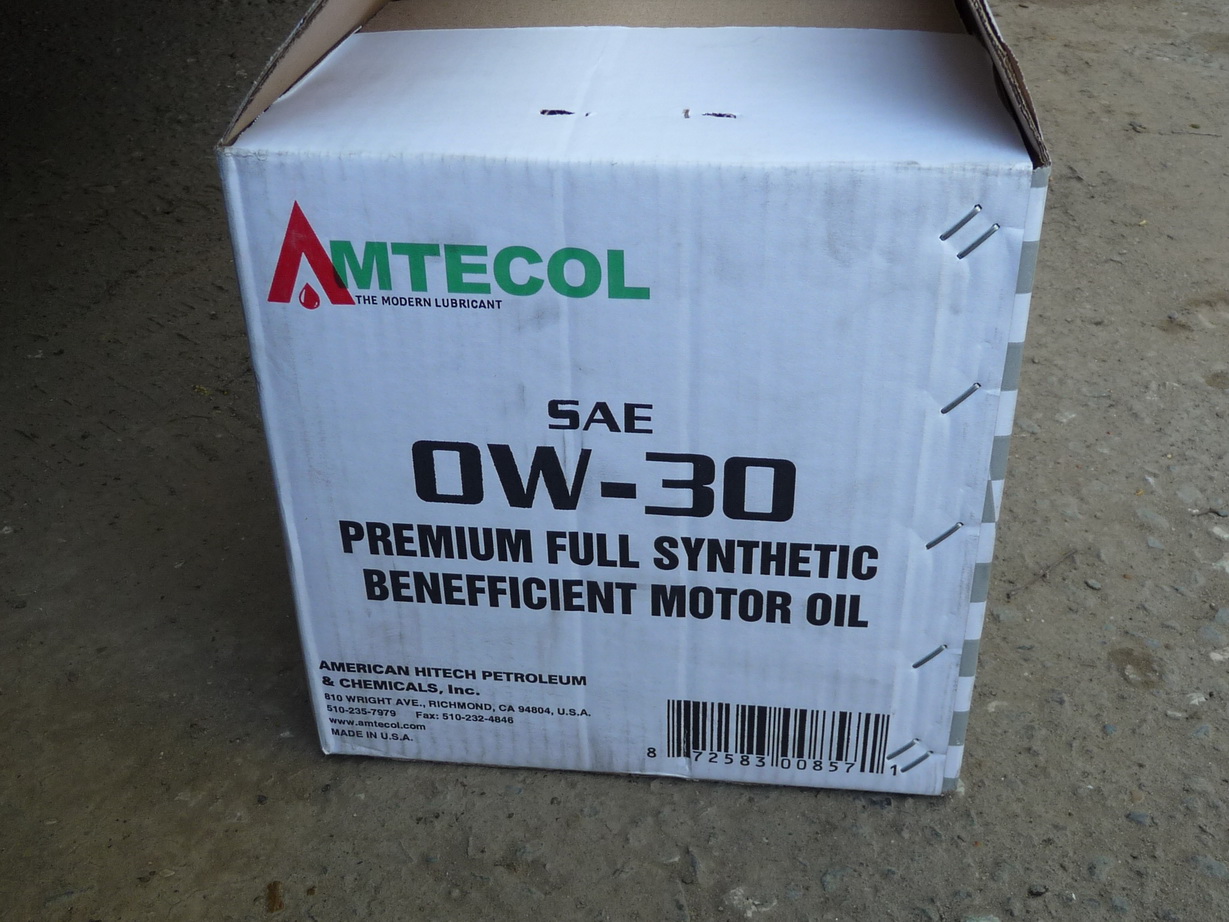 AMTECOL
THE MODERN LUBRICANT
SAE
0W-30
PREMIUM FULL SYNTHETIC
BENEFFICIENT MOTOR OIL
AMERICAN HITECH PETROLEUM
& CHEMICALS, Inc.
810 WRIGHT AVE., RICHMOND, CA 94804, U.S.A.
510-235-7979 Fax: 510-232-4846
www.amtecol.com
MADE IN U.S.A.
8 72583 00857 1